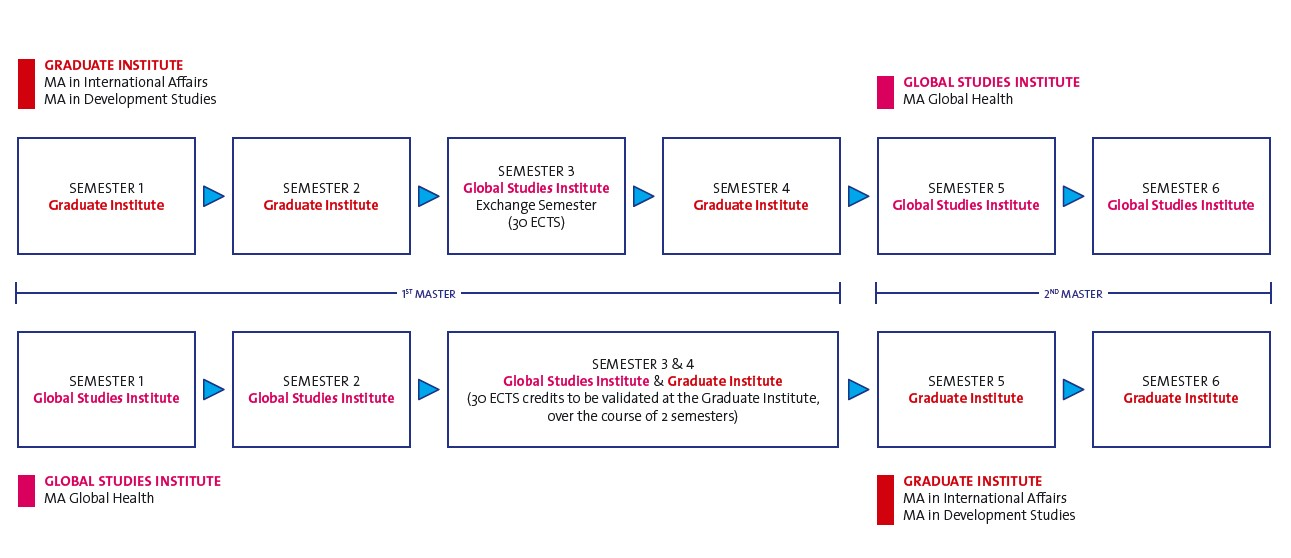 GRADUATE INSTITUTE
MA in International Affairs
MA in Development Studies
GLOBAL STUDIES INSTITUTE
MA Global Health
SEMESTER 1
Graduate Institute
SEMESTER 2
Graduate Institute
SEMESTER 3
Global Studies Institute
Exchange Semester
(30 ECTS)
SEMESTER 4
Graduate Institute
SEMESTER 5
Global Studies Institute
SEMESTER 6
Global Studies Institute
1ST MASTER
2ND MASTER
SEMESTER 1
Global Studies Institute
SEMESTER 2
Global Studies Institute
SEMESTER 3 & 4
Global Studies Institute & Graduate Institute
(30 ECTS credits to be validated at the Graduate Institute,
over the course of 2 semesters)
SEMESTER 5
Graduate Institute
SEMESTER 6
Graduate Institute
GLOBAL STUDIES INSTITUTE
MA Global Health
GRADUATE INSTITUTE
MA in International Affairs
MA in Development Studies